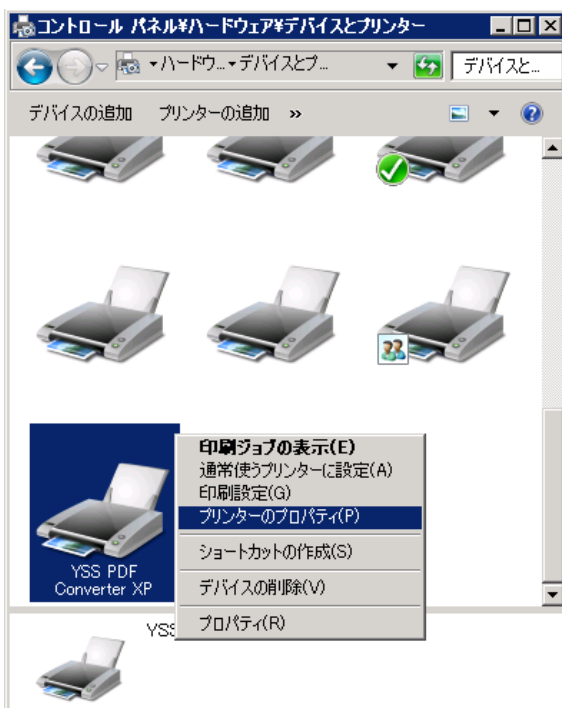 コントロール パネル¥ハードウェア¥デバイスとプリンター
ハードウ... デバイスとプ...
デバイスと...
デバイスの追加 プリンターの追加 »
印刷ジョブの表示(E)
通常使うプリンターに設定(A)
印刷設定(G)
プリンターのプロパティ(P)
ショートカットの作成(S)
デバイスの削除(V)
プロパティ(R)
YSS PDF
Converter XP
YSS